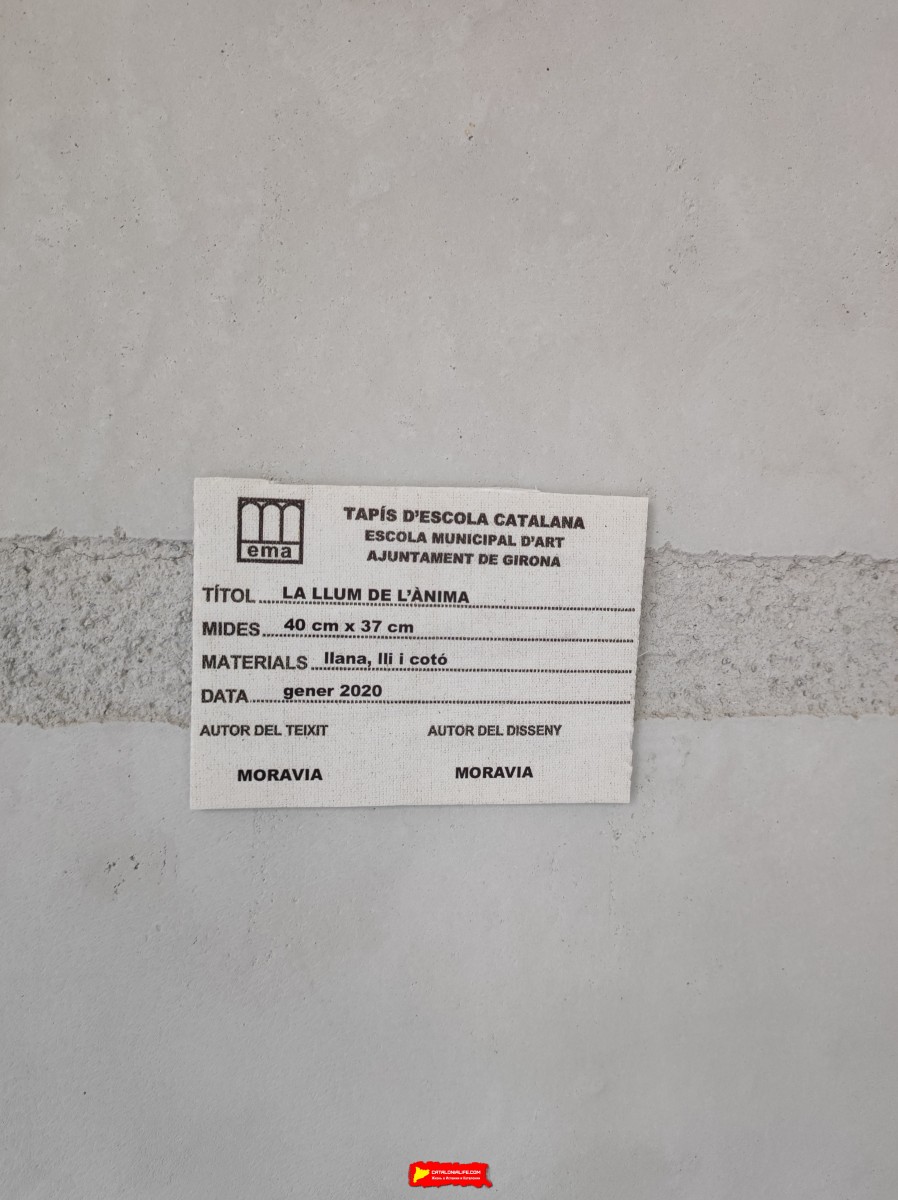 ema
TAPÍS D'ESCOLA CATALANA
ESCOLA MUNICIPAL D'ART
AJUNTAMENT DE GIRONA
TÍTOL LA LLUM DE L'ÀNIMA
MIDES 40 cm x 37 cm
MATERIALS llana, lli i cotó
DATA gener 2020
AUTOR DEL TEIXIT AUTOR DEL DISSENY
MORAVIA MORAVIA
CATALONIALIFE.COM